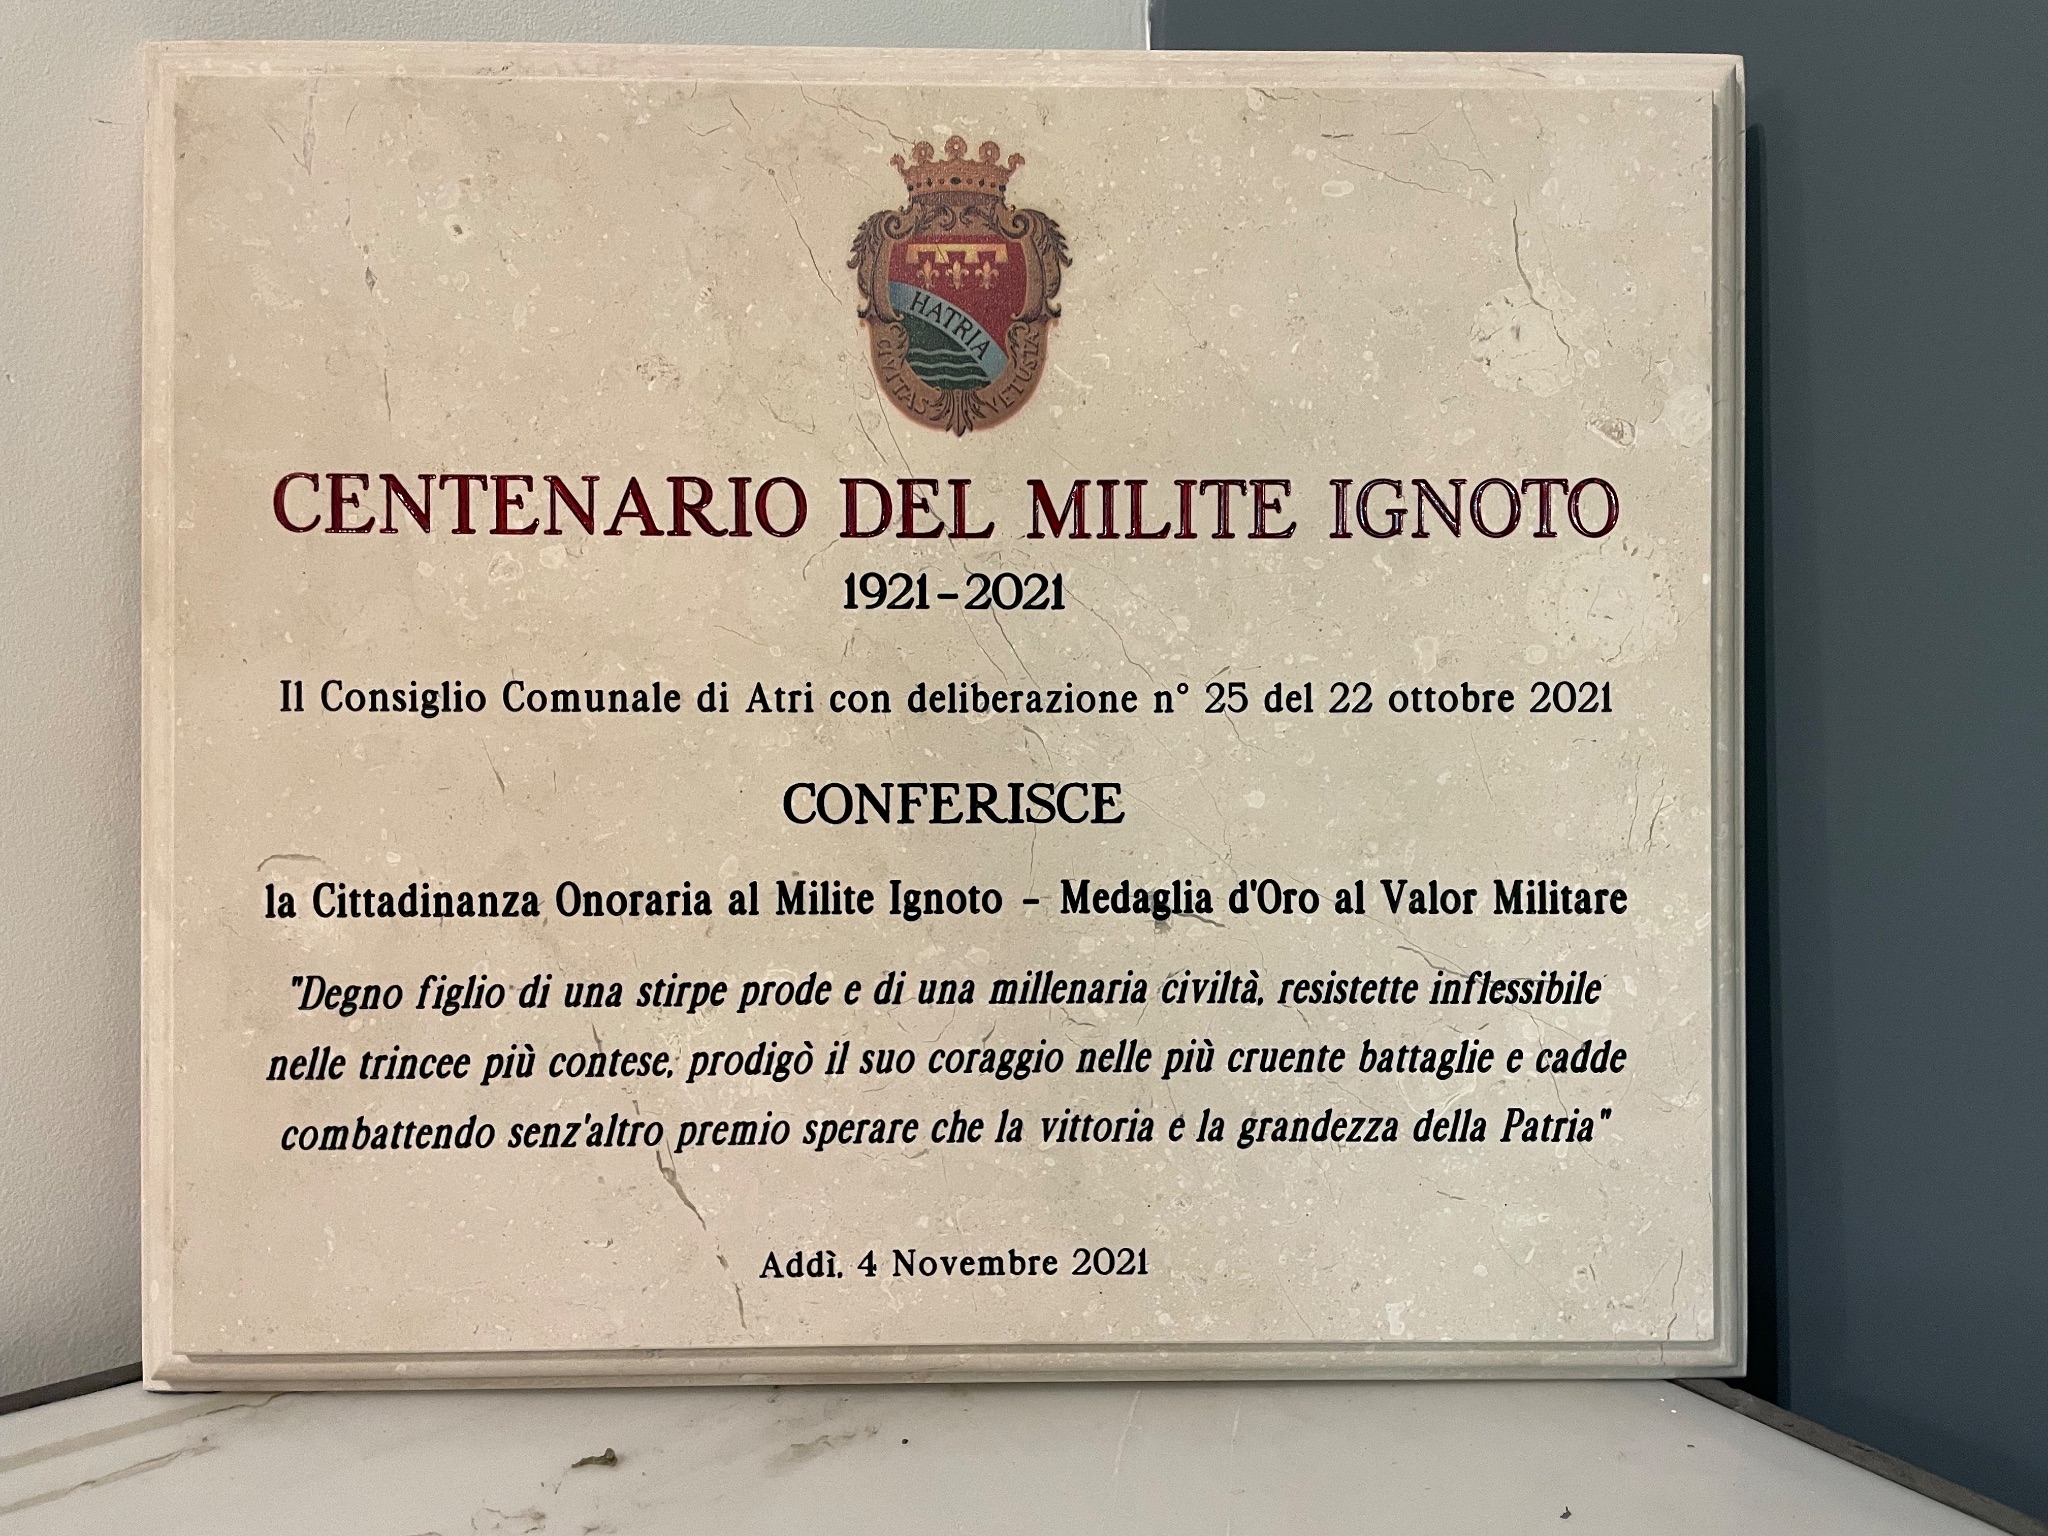 HATRIA
CIVITAS VETUSTA
CENTENARIO DEL MILITE IGNOTO
1921-2021
Il Consiglio Comunale di Atri con deliberazione n° 25 del 22 ottobre 2021
CONFERISCE
la Cittadinanza Onoraria al Milite Ignoto - Medaglia d'Oro al Valor Militare
"Degno figlio di una stirpe prode e di una millenaria civiltà, resistette inflessibile
nelle trincee più contese, prodigò il suo coraggio nelle più cruente battaglie e cadde
combattendo senz'altro premio sperare che la vittoria e la grandezza della Patria"
Addì, 4 Novembre 2021